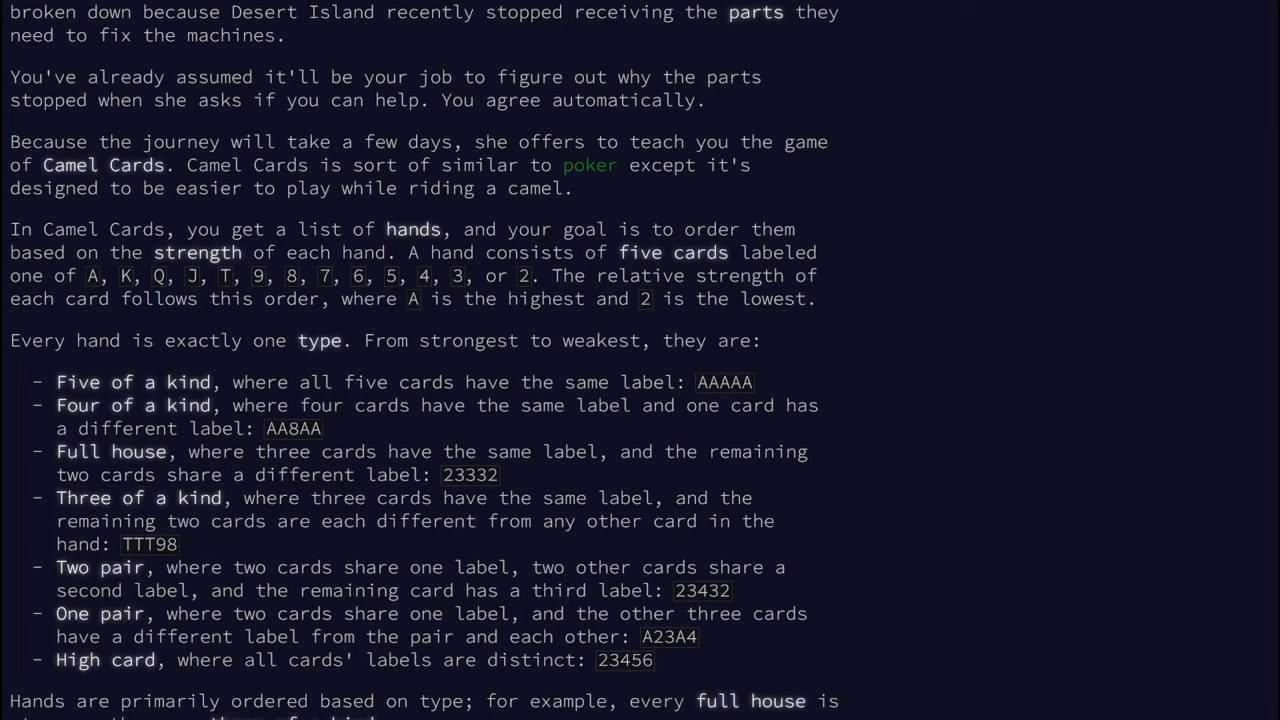 broken down because Desert Island recently stopped receiving the parts they
need to fix the machines.
You've already assumed it'll be your job to figure out why the parts
stopped when she asks if you can help. You agree automatically.
Because the journey will take a few days, she offers to teach you the game
of Camel Cards. Camel Cards is sort of similar to poker except it's
designed to be easier to play while riding a camel.
In Camel Cards, you get a list of hands, and your goal is to order them
based on the strength of each hand. A hand consists of five cards labeled
one of A, K, Q, J, T, 9, 8, 7, 6, 5, 4, 3, or 2. The relative strength of
each card follows this order, where A is the highest and 2 is the lowest.
Every hand is exactly one type. From strongest to weakest, they are:
- Five of a kind, where all five cards have the same label: AAAAA
- Four of a kind, where four cards have the same label and one card has
a different label: AA8AA
- Full house, where three cards have the same label, and the remaining
two cards share a different label: 23332
- Three of a kind, where three cards have the same label, and the
remaining two cards are each different from any other card in the
hand: TTT98
- Two pair, where two cards share one label, two other cards share a
second label, and the remaining card has a third label: 23432
- One pair, where two cards share one label, and the other three cards
have a different label from the pair and each other: A23A4
- High card, where all cards' labels are distinct: 23456
Hands are primarily ordered based on type; for example, every full house is